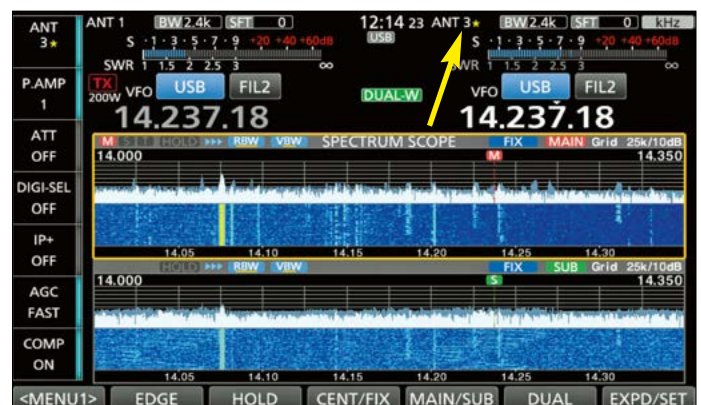 ANT 3★
ANT 1 BW 2.4k SFT 0 12:14 23 ANT 3★ BW 2.4k SFT 0 kHz
S ·1·3·5·7·9 +20 +40 +60dB USB S ·1·3·5·7·9 +20 +40 +60dB
SWR 1 1.5 2 2.5 3 ∞ SWR 1 1.5 2 2.5 3 ∞
P.AMP 1
TX 200W VFO USB FIL2 DUAL-W VFO USB FIL2
14.237.18 14.237.18
ATT OFF
M S T HOLD ▸▸▸ RBW VBW SPECTRUM SCOPE FIX MAIN Grid 25k/10dB
14.000 M 14.350
DIGI-SEL OFF
IP+ OFF
14.05 14.10 14.15 14.20 14.25 14.30
HOLD ▸▸▸ RBW VBW FIX SUB Grid 25k/10dB
AGC FAST
14.000 S 14.350
COMP ON
14.05 14.10 14.15 14.20 14.25 14.30
<MENU1> EDGE HOLD CENT/FIX MAIN/SUB DUAL EXPD/SET